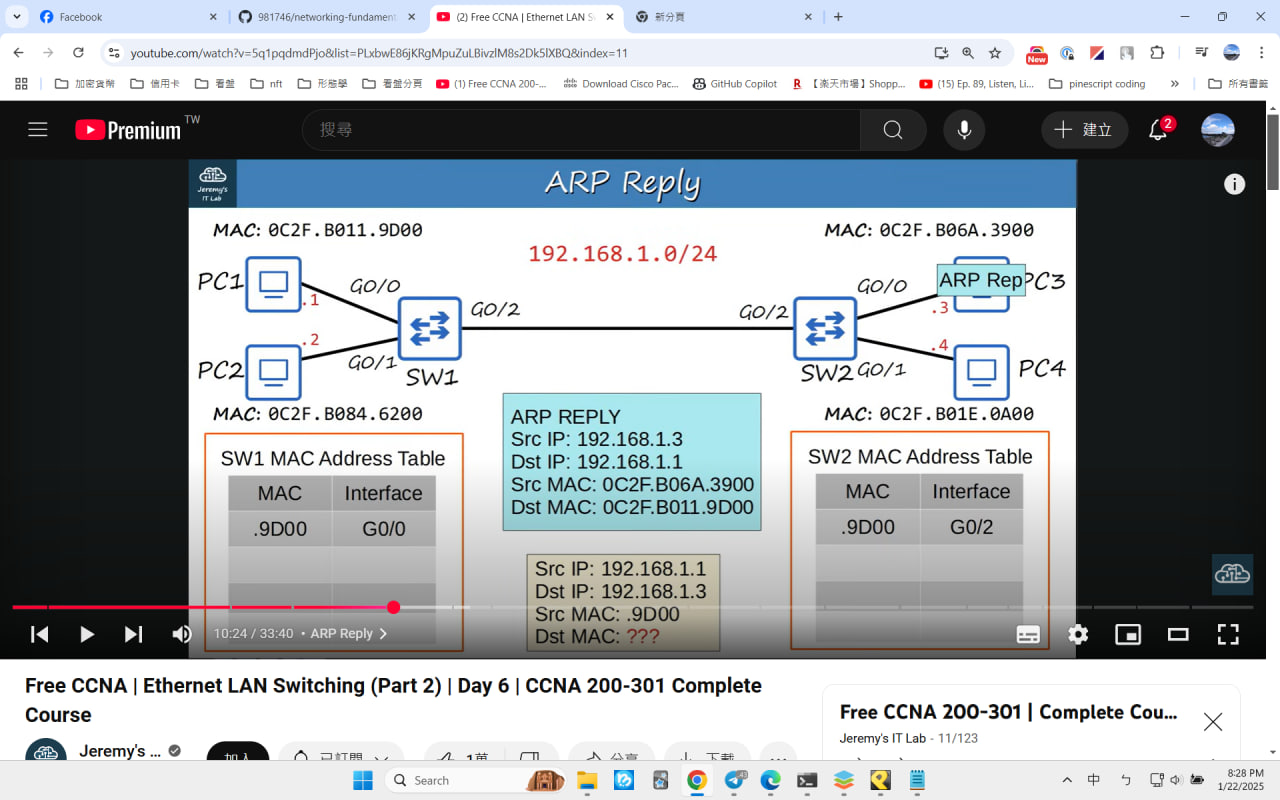 Facebook
981746/networking-fundament
(2) Free CCNA | Ethernet LAN S
新分頁
youtube.com/watch?v=5q1pqdmdPjo&list=PLxbwE86jKRgMpuZuLBivzlM8s2Dk5lXBQ&index=11
New
加密貨幣
信用卡
看盤
nft
形態學
看盤分頁
(1) Free CCNA 200-...
Download Cisco Pac...
GitHub Copilot
R 【楽天市場】Shopp...
(15) Ep. 89, Listen, Li...
pinescript coding
»
所有書籤
Premium TW
搜尋
建立
2
Jeremy's
IT Lab
ARP Reply
MAC: 0C2F.B011.9D00
MAC: 0C2F.B06A.3900
192.168.1.0/24
PC1
G0/0
G0/0
ARP Rep
PC3
.1
.3
G0/2
G0/2
.2
.4
PC2
G0/1
SW1
SW2
G0/1
PC4
MAC: 0C2F.B084.6200
MAC: 0C2F.B01E.0A00
ARP REPLY
Src IP: 192.168.1.3
Dst IP: 192.168.1.1
Src MAC: 0C2F.B06A.3900
Dst MAC: 0C2F.B011.9D00
SW1 MAC Address Table
MAC Interface
.9D00 G0/0
SW2 MAC Address Table
MAC Interface
.9D00 G0/2
Src IP: 192.168.1.1
Dst IP: 192.168.1.3
Src MAC: .9D00
Dst MAC: ???
10:24 / 33:40 • ARP Reply
Free CCNA | Ethernet LAN Switching (Part 2) | Day 6 | CCNA 200-301 Complete
Course
Jeremy's ...
加入
已訂閱
1萬
分享
下載
Free CCNA 200-301 | Complete Cou...
Jeremy's IT Lab - 11/123
Search
中
8:28 PM
1/22/2025